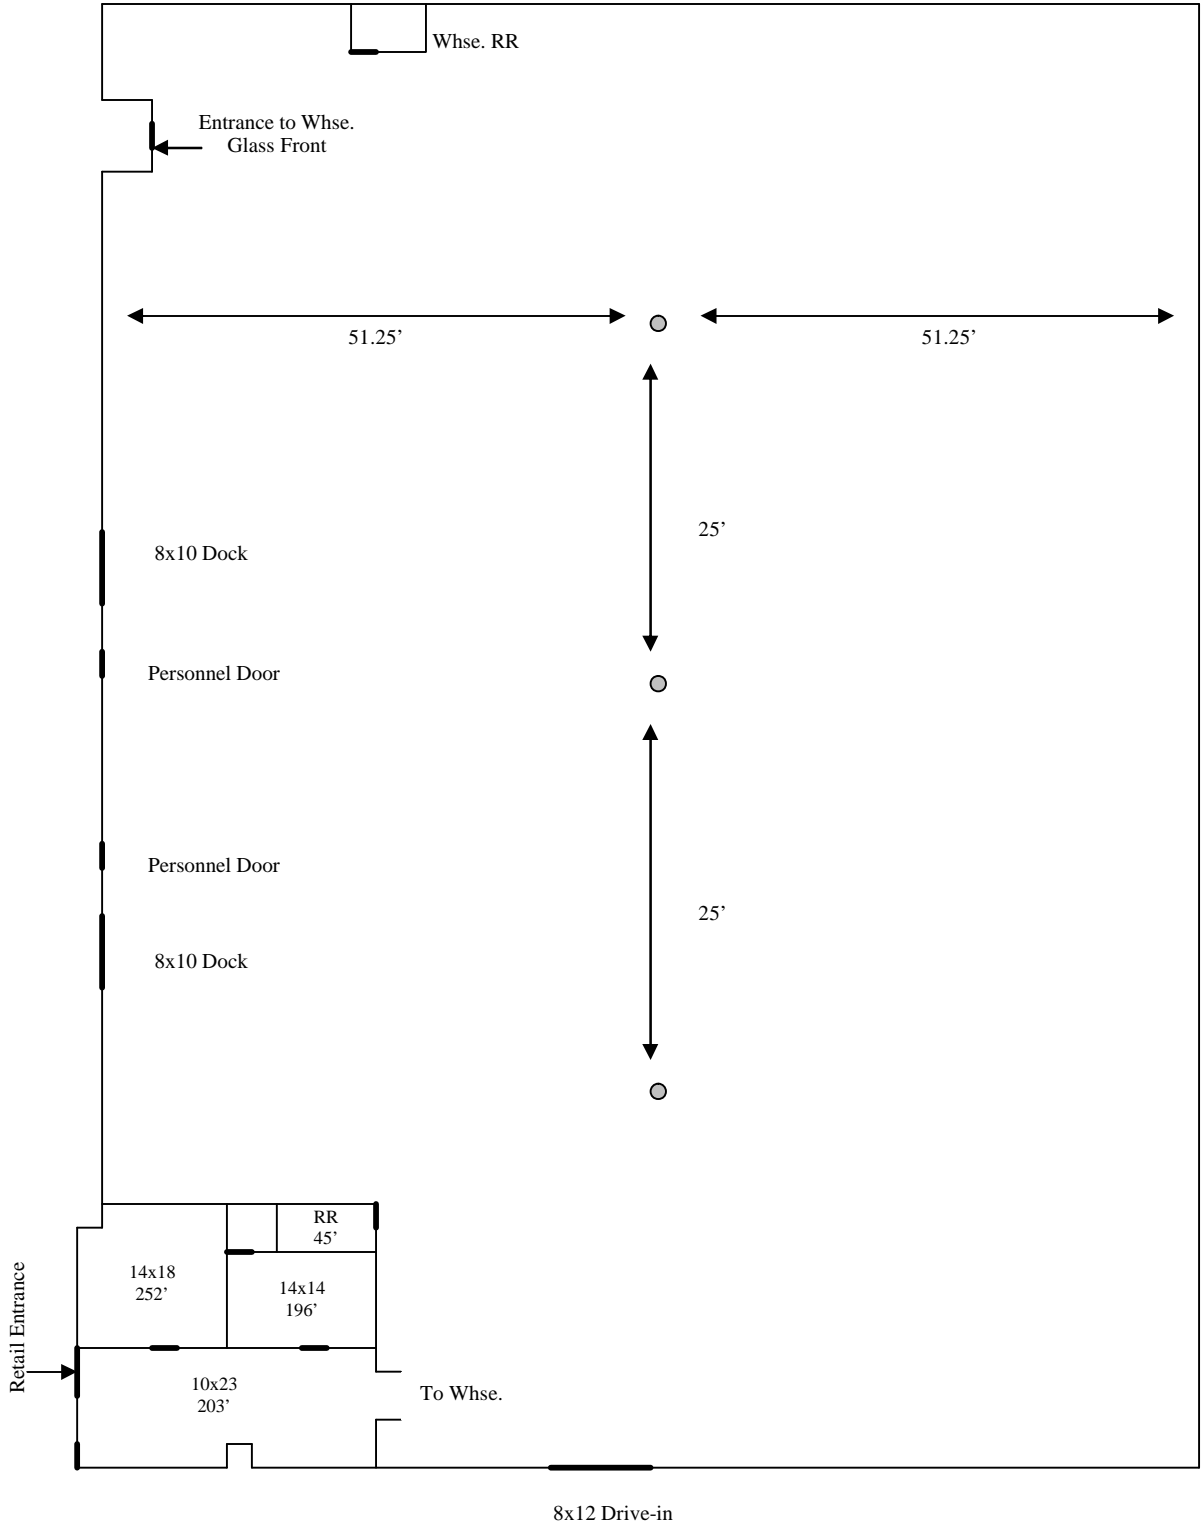 Whse. RR
Entrance to Whse.
Glass Front
51.25’
51.25’
25’
8x10 Dock
Personnel Door
Personnel Door
25’
8x10 Dock
RR
45’
14x18
252’
14x14
196’
Retail Entrance
10x23
203’
To Whse.
8x12 Drive-in